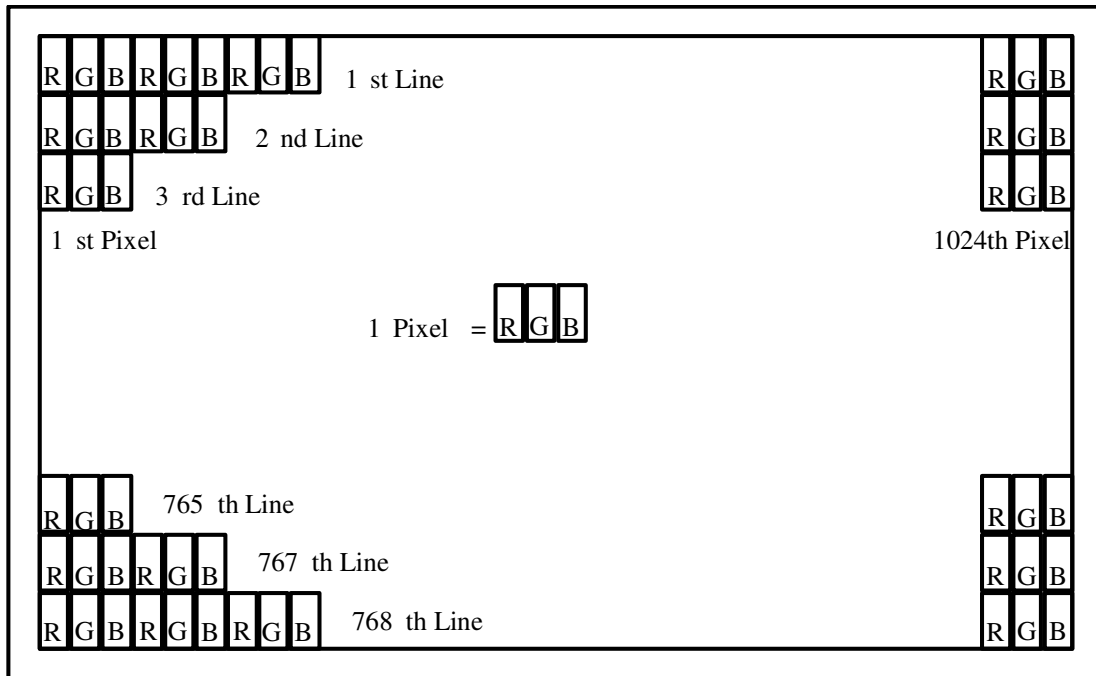 R G B R G B R G B 1 st Line R G B
R G B R G B 2 nd Line R G B
R G B 3 rd Line R G B
1 st Pixel 1024th Pixel
1 Pixel = R G B
R G B 765 th Line R G B
R G B R G B 767 th Line R G B
R G B R G B R G B 768 th Line R G B